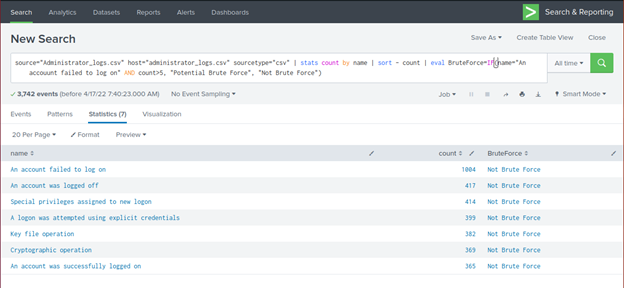 Search Analytics Datasets Reports Alerts Dashboards > Search & Reporting
New Search Save As Create Table View Close
source="Administrator_logs.csv" host="administrator_logs.csv" sourcetype="csv" | stats count by name | sort - count | eval BruteForce=If(name="An
account failed to log on" AND count>5, "Potential Brute Force", "Not Brute Force") All time
3,742 events (before 4/17/22 7:40:23.000 AM) No Event Sampling Job Smart Mode
Events Patterns Statistics (7) Visualization
20 Per Page Format Preview
name count BruteForce
An account failed to log on 1004 Not Brute Force
An account was logged off 417 Not Brute Force
Special privileges assigned to new logon 414 Not Brute Force
A logon was attempted using explicit credentials 399 Not Brute Force
Key file operation 382 Not Brute Force
Cryptographic operation 369 Not Brute Force
An account was successfully logged on 365 Not Brute Force